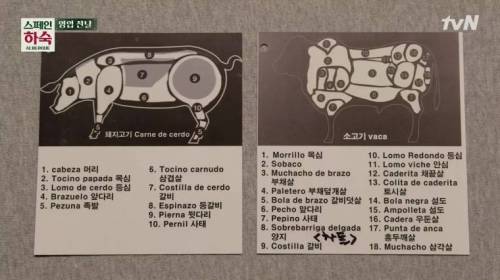 스페인
하숙
영업 전날
tvN
돼지고기 Carne de cerdo
1. cabeza 머리
2. Tocino papada 목심
3. Lomo de cerdo 등심
4. Brazuelo 앞다리
5. Pezuna 족발
6. Tocino carnudo
삼겹살
7. Costilla de cerdo
갈비
8. Espinazo 등갈비
9. Pierna 뒷다리
10. Pernil 사태
소고기 vaca
1. Morrillo 목심
2. Sobaco
3. Muchacho de brazo
부채살
4. Paletero 부채덮개살
5. Bola de brazo 갈비덧살
6. Pecho 앞다리
7. Pepino 사태
8. Sobrebarriga delgada
양지
9. Costilla 갈비
10. Lomo Redondo 등심
11. Lomo viche 안심
12. Caderita 채끝살
13. Colita de caderita
토시살
14. Bola negra 설도
15. Ampolleta 설도
16. Cadera 우둔살
17. Punta de anca
홍두깨살
18. Muchacho 삼각살